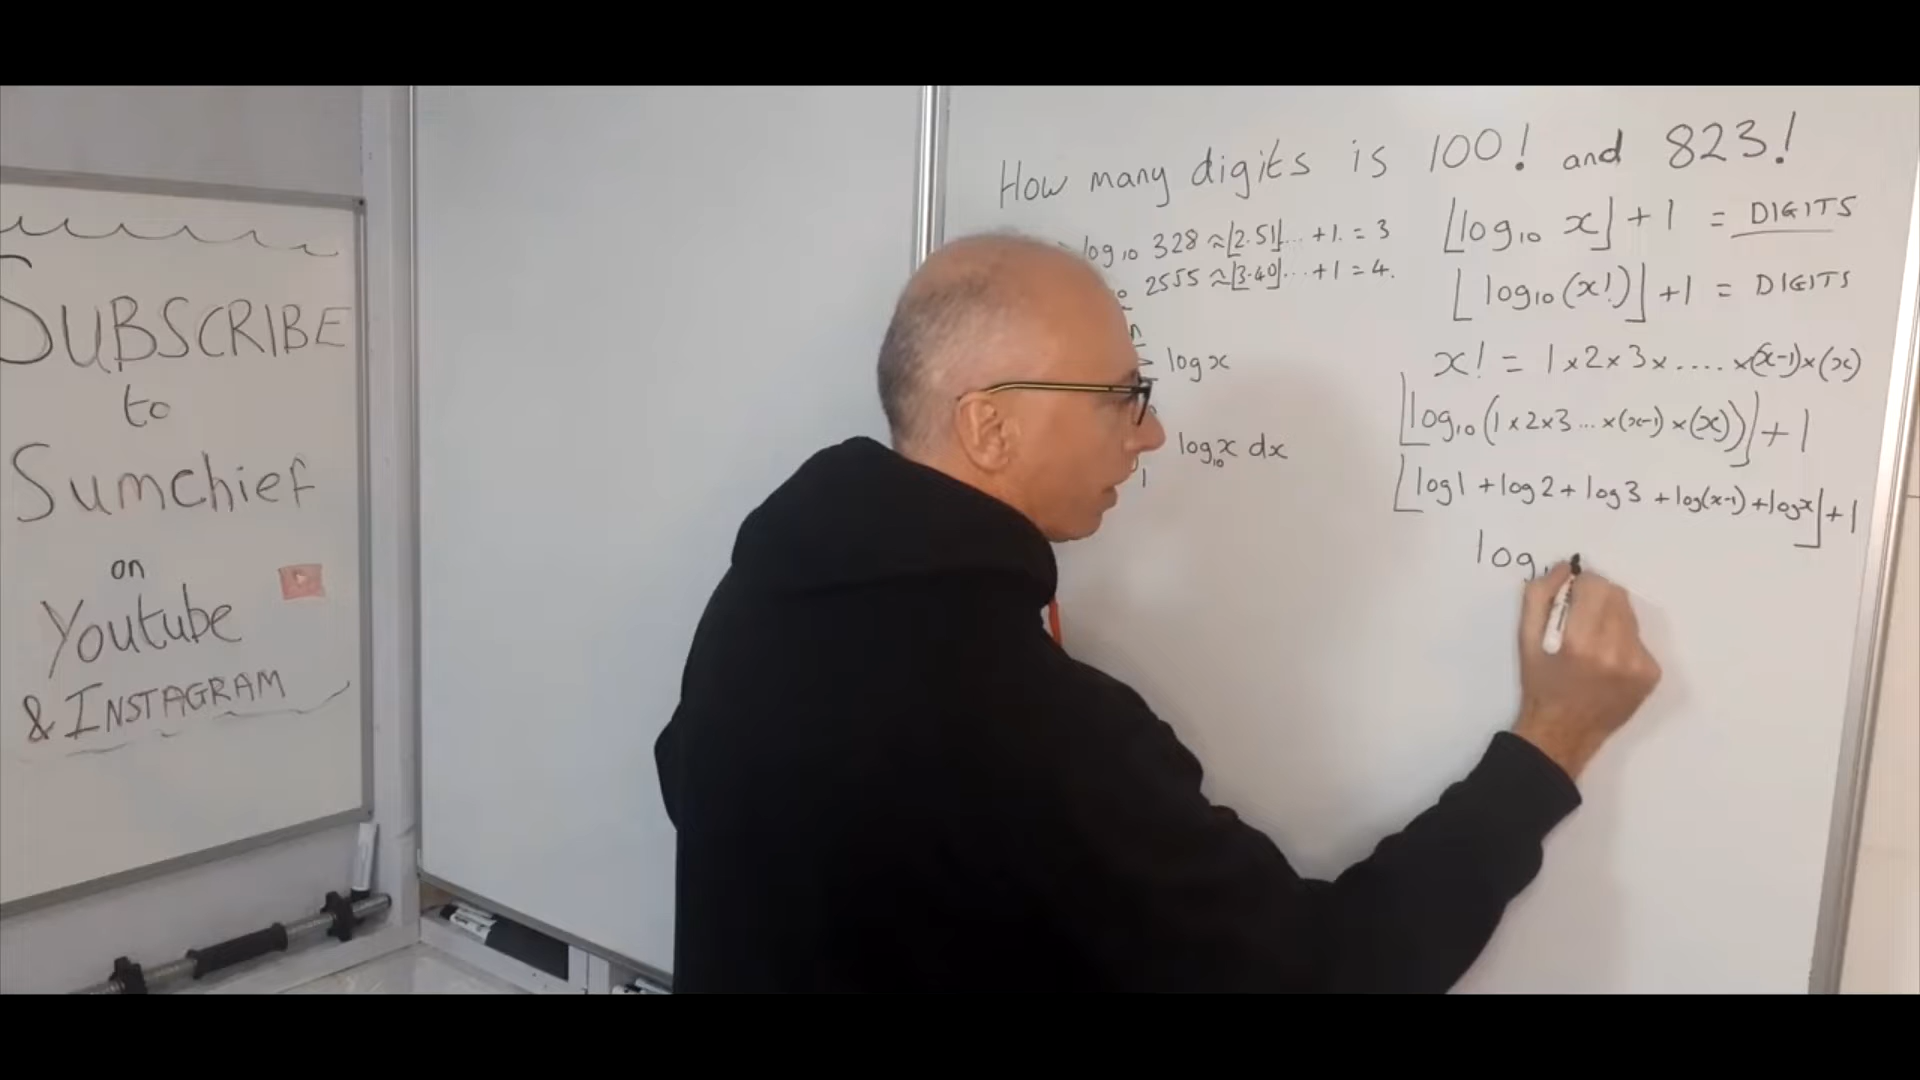 SUBSCRIBE
to
Sumchief
on
Youtube
& INSTAGRAM
How many digits is 100! and 823!
log₁₀ 328 ≈ ⌊2.51⌋... +1. = 3
2555 ≈ ⌊3.40⌋... +1 = 4.
n
log x
log₁₀x dx
1
⌊log₁₀ x⌋ + 1 = DIGITS
⌊log₁₀(x!)⌋ +1 = DIGITS
x! = 1×2×3×.....×(x-1)×(x)
⌊log₁₀(1×2×3...×(x-1)×(x))⌋ + 1
⌊log1 + log2 + log3 + log(x-1) + logx⌋ + 1
log